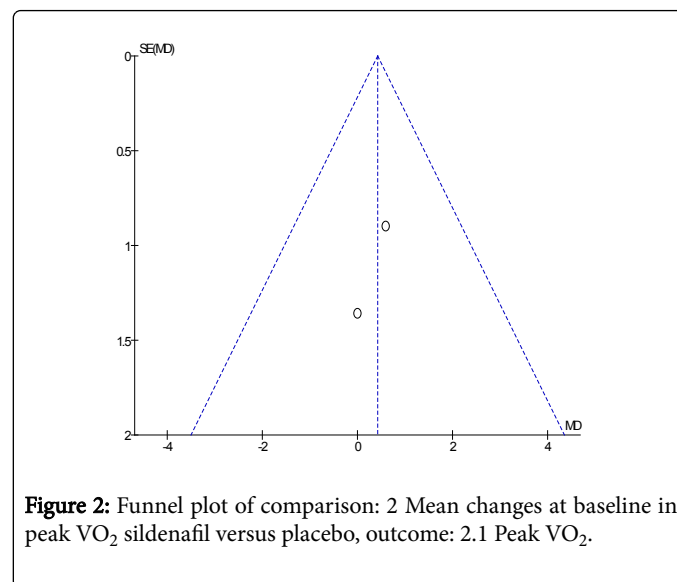 SE(MD)
0
0.5
1
1.5
2
MD
-4 -2 0 2 4
Figure 2: Funnel plot of comparison: 2 Mean changes at baseline in
peak VO₂ sildenafil versus placebo, outcome: 2.1 Peak VO₂.